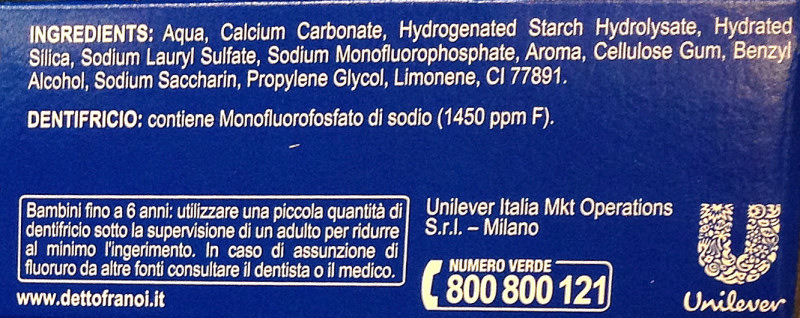 INGREDIENTS: Aqua, Calcium Carbonate, Hydrogenated Starch Hydrolysate, Hydrated
Silica, Sodium Lauryl Sulfate, Sodium Monofluorophosphate, Aroma, Cellulose Gum, Benzyl
Alcohol, Sodium Saccharin, Propylene Glycol, Limonene, CI 77891.
DENTIFRICIO: contiene Monofluorofosfato di sodio (1450 ppm F).
Bambini fino a 6 anni: utilizzare una piccola quantità di
dentifricio sotto la supervisione di un adulto per ridurre
al minimo l'ingerimento. In caso di assunzione di
fluoruro da altre fonti consultare il dentista o il medico.
www.dettofranoi.it
Unilever Italia Mkt Operations
S.r.l. – Milano
NUMERO VERDE
800 800 121
Unilever